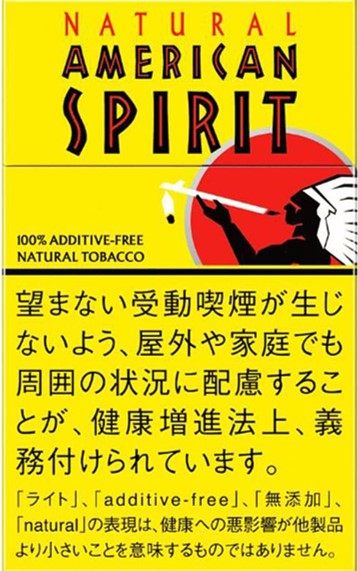 NATURAL
AMERICAN
SPIRIT
100% ADDITIVE-FREE
NATURAL TOBACCO
望まない受動喫煙が生じ
ないよう、屋外や家庭でも
周囲の状況に配慮するこ
とが、健康増進法上、義
務付けられています。
「ライト」、「additive-free」、「無添加」、
「natural」の表現は、健康への悪影響が他製品
より小さいことを意味するものではありません。